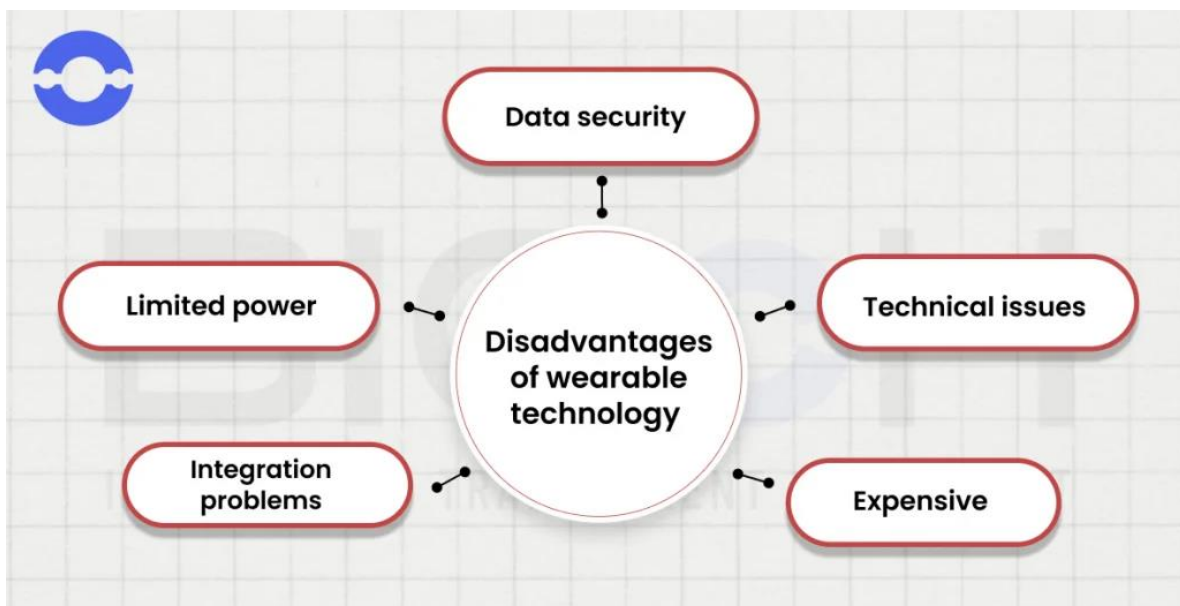 Data security
Limited power
Technical issues
Disadvantages
of wearable
technology
Integration
problems
Expensive